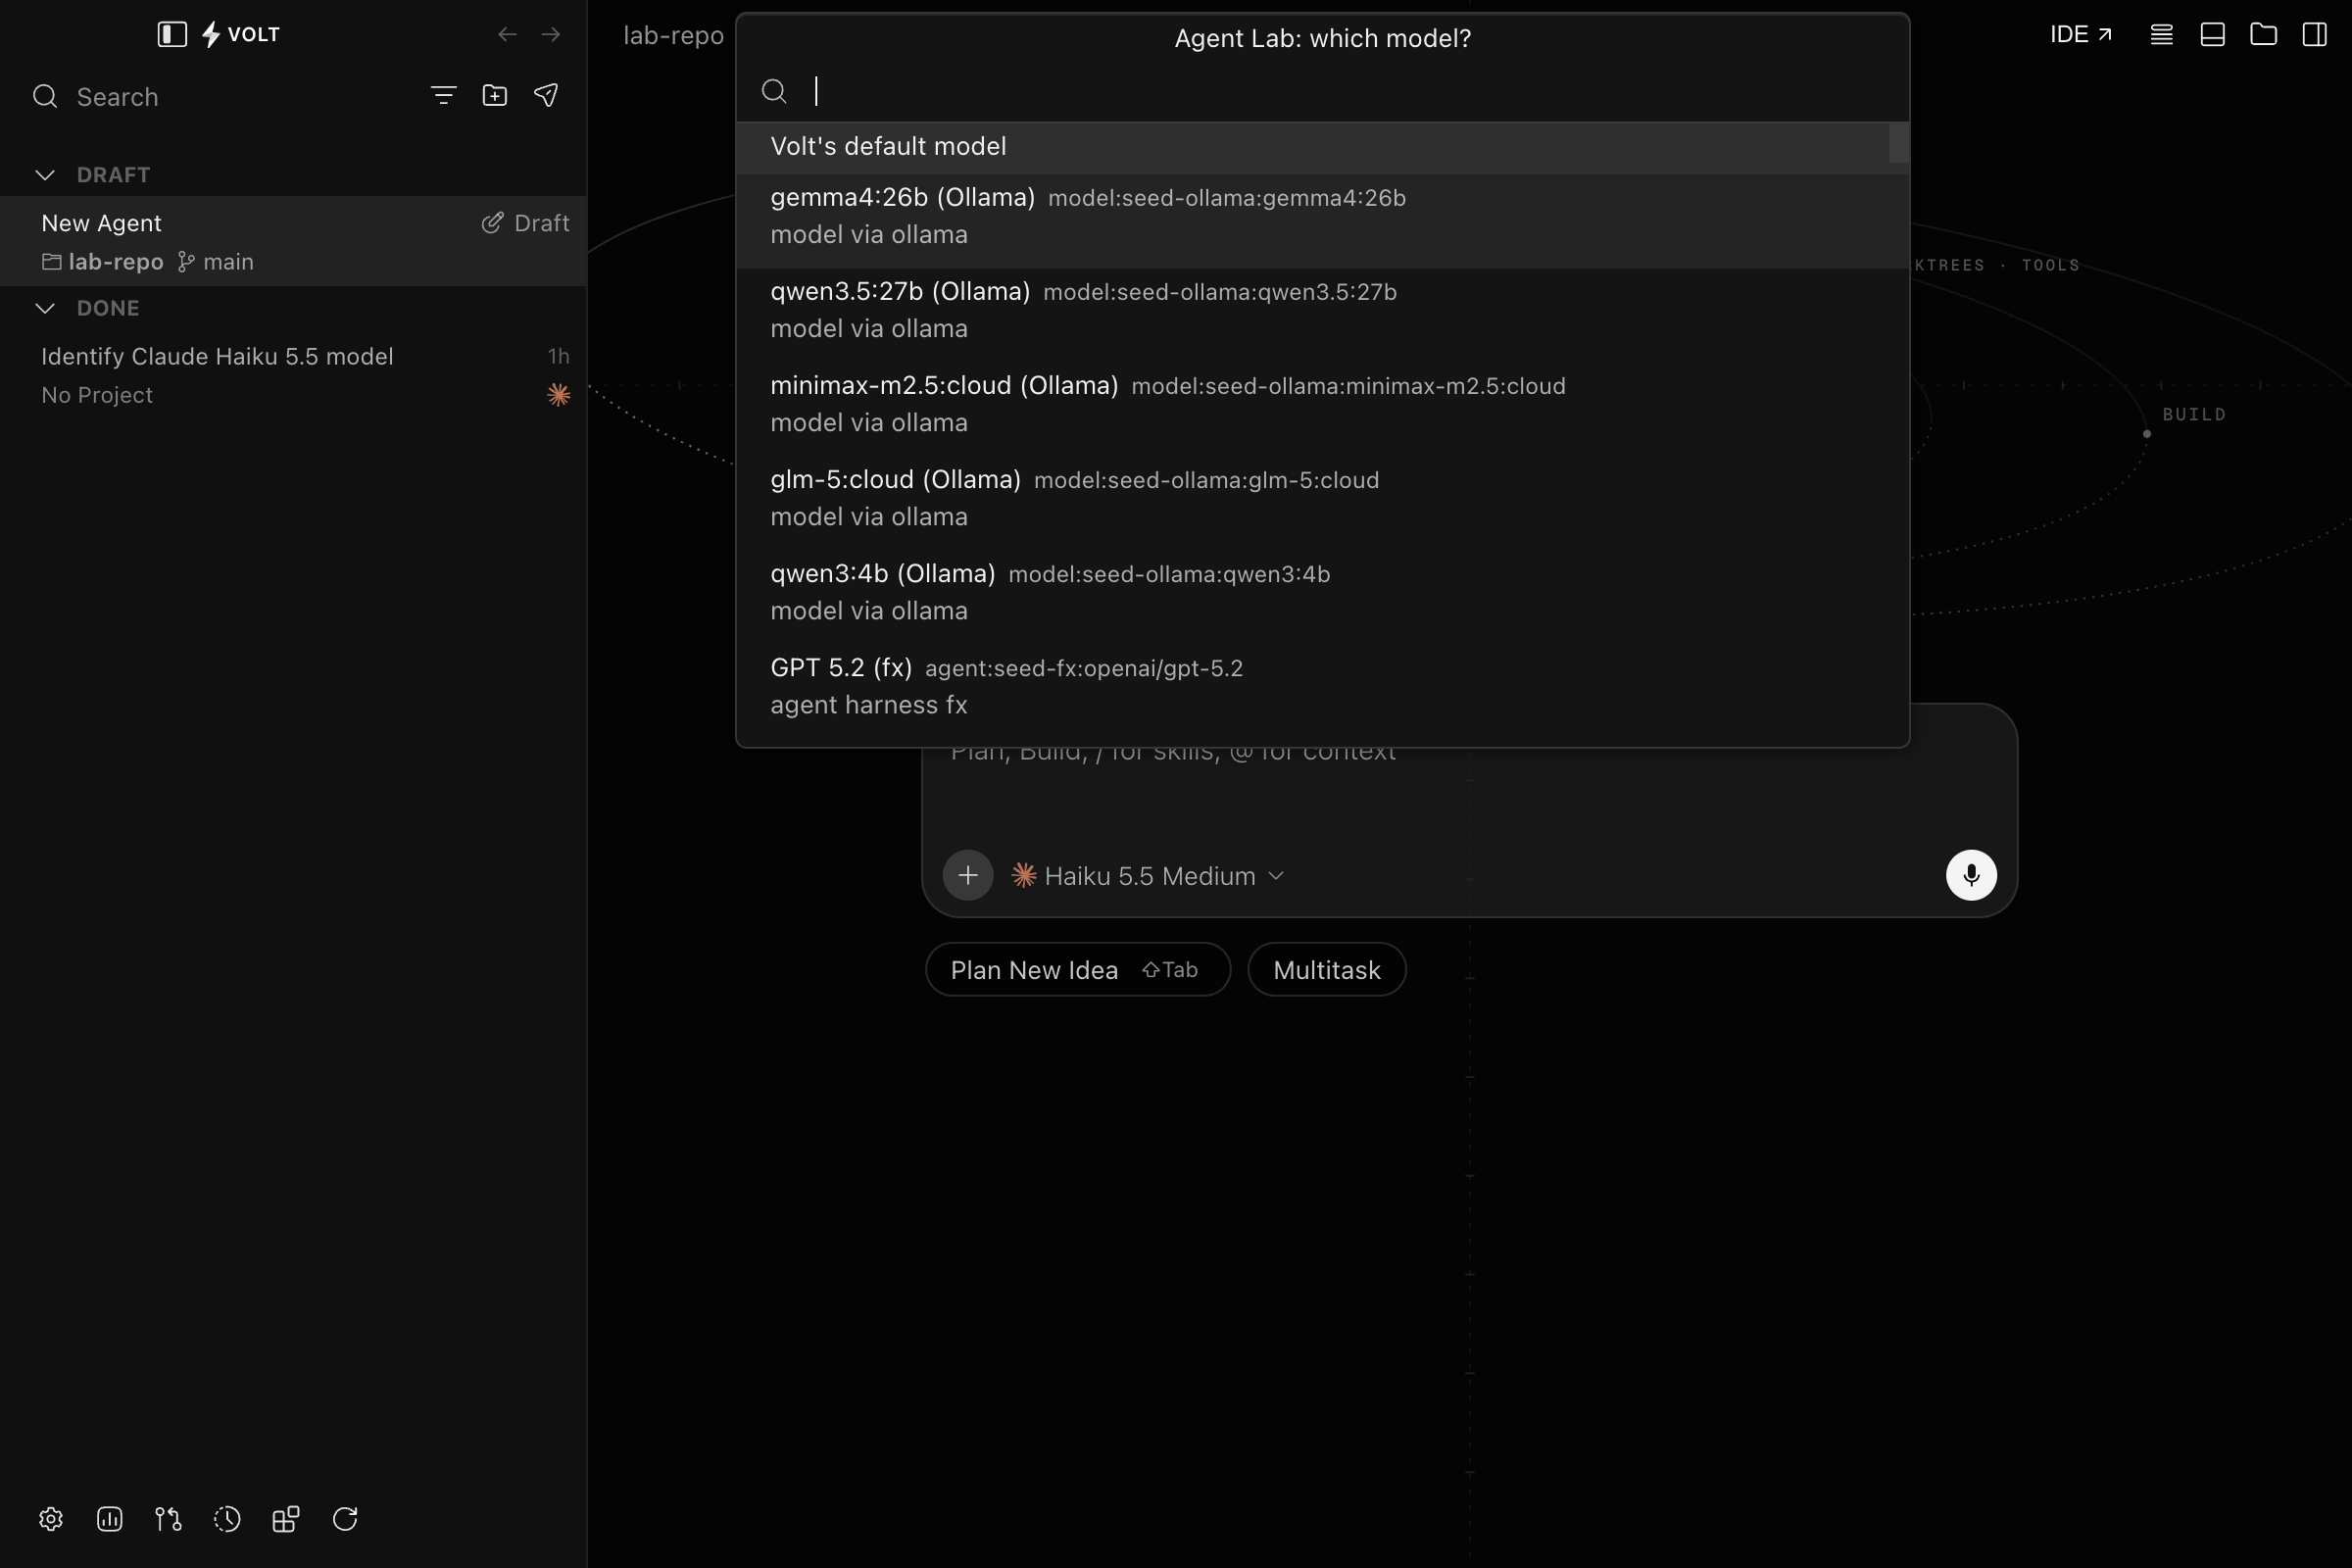 VOLT
Search
DRAFT
New Agent
Draft
lab-repo main
DONE
Identify Claude Haiku 5.5 model
1h
No Project
lab-repo
IDE
Agent Lab: which model?
Volt's default model
gemma4:26b (Ollama) model:seed-ollama:gemma4:26b
model via ollama
qwen3.5:27b (Ollama) model:seed-ollama:qwen3.5:27b
model via ollama
minimax-m2.5:cloud (Ollama) model:seed-ollama:minimax-m2.5:cloud
model via ollama
glm-5:cloud (Ollama) model:seed-ollama:glm-5:cloud
model via ollama
qwen3:4b (Ollama) model:seed-ollama:qwen3:4b
model via ollama
GPT 5.2 (fx) agent:seed-fx:openai/gpt-5.2
agent harness fx
KTREES · TOOLS
BUILD
Plan, Build, / for skills, @ for context
Haiku 5.5 Medium
Plan New Idea Tab
Multitask